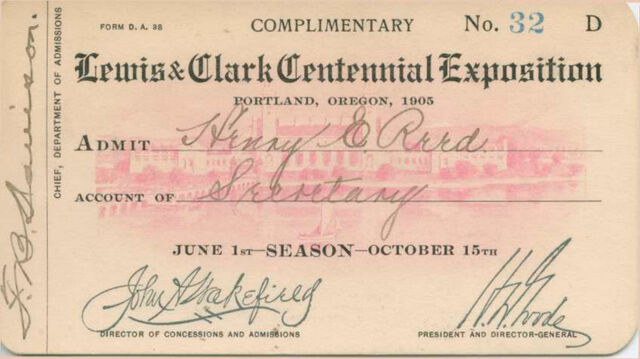 FORM D. A. 38
COMPLIMENTARY
No. 32 D
Lewis & Clark Centennial Exposition
PORTLAND, OREGON, 1905
ADMIT Henry E. Reed
ACCOUNT OF Secretary
JUNE 1ST—SEASON—OCTOBER 15TH
John A Wakefield
DIRECTOR OF CONCESSIONS AND ADMISSIONS
PRESIDENT AND DIRECTOR-GENERAL
CHIEF, DEPARTMENT OF ADMISSIONS